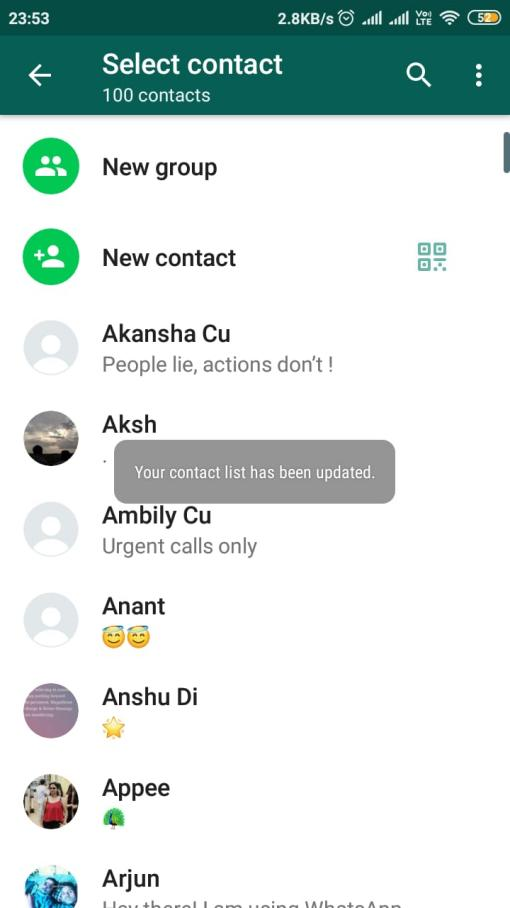 23:53
2.8KB/s
Vo))
LTE
52
Select contact
100 contacts
New group
New contact
Akansha Cu
People lie, actions don’t !
Aksh
.
Your contact list has been updated.
Ambily Cu
Urgent calls only
Anant
😇😇
Anshu Di
🌟
Appee
🦚
Arjun
Hey there! I am using WhatsApp